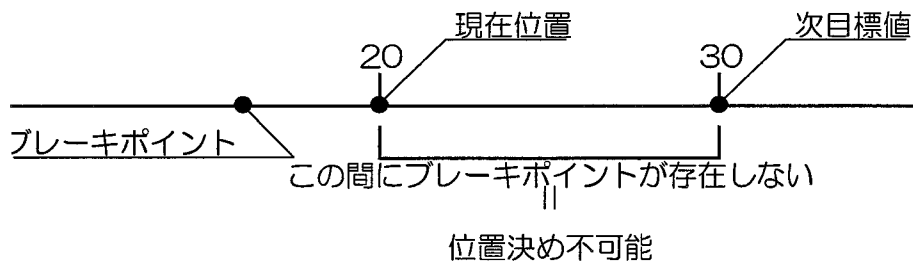 現在位置
次目標値
20
30
ブレーキポイント
この間にブレーキポイントが存在しない
||
位置決め不可能